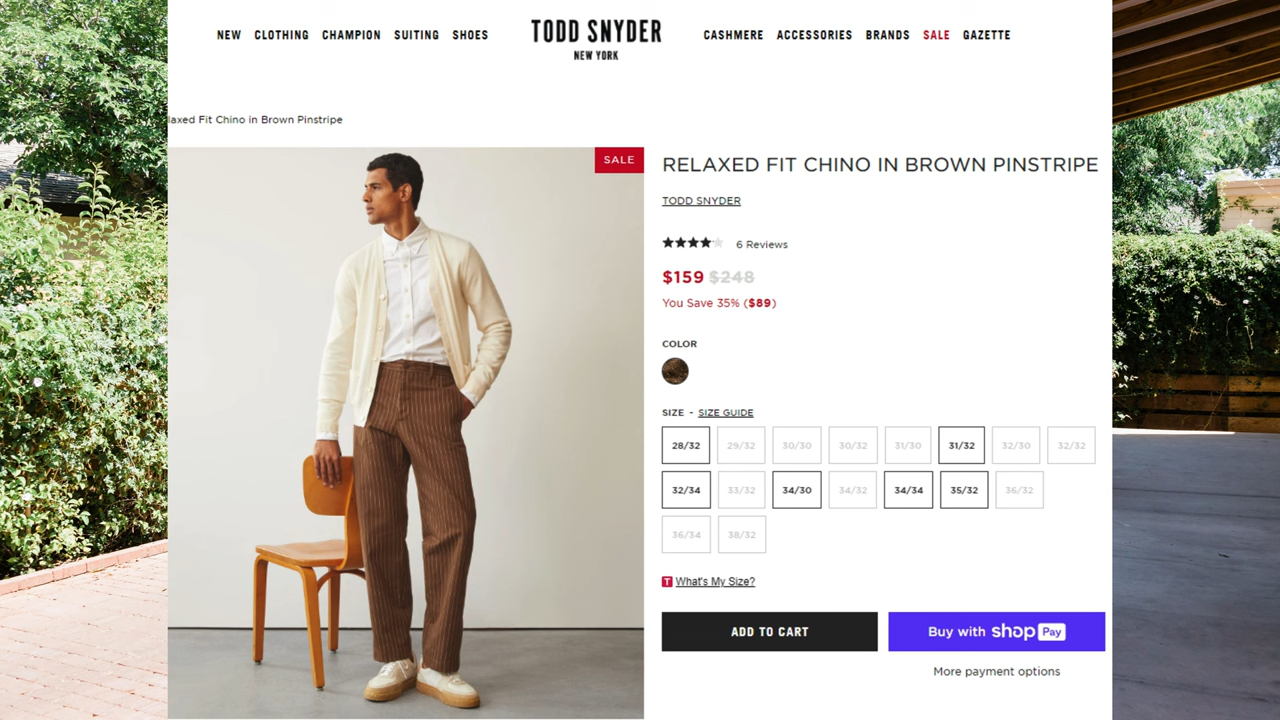 NEW CLOTHING CHAMPION SUITING SHOES TODD SNYDER CASHMERE ACCESSORIES BRANDS SALE GAZETTE
NEW YORK
laxed Fit Chino in Brown Pinstripe
SALE
RELAXED FIT CHINO IN BROWN PINSTRIPE
TODD SNYDER
6 Reviews
$159 $248
You Save 35% ($89)
COLOR
SIZE - SIZE GUIDE
28/32 29/32 30/30 30/32 31/30 31/32 32/30 32/32
32/34 33/32 34/30 34/32 34/34 35/32 36/32
36/34 38/32
T What's My Size?
ADD TO CART Buy with shop Pay
More payment options